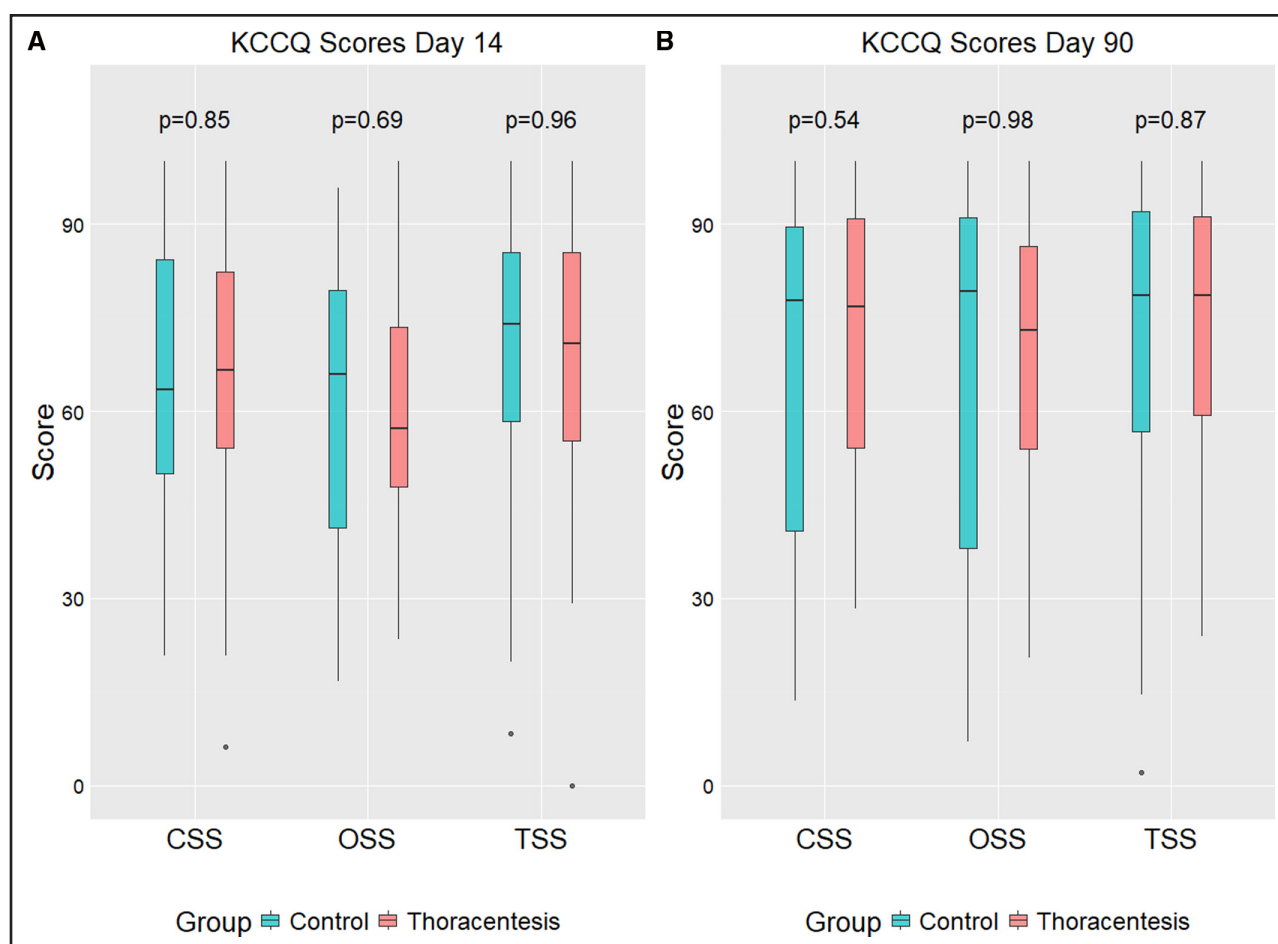 A
KCCQ Scores Day 14
p=0.85 p=0.69 p=0.96
90
60
30
0
Score
CSS OSS TSS
Group Control Thoracentesis
B
KCCQ Scores Day 90
p=0.54 p=0.98 p=0.87
90
60
30
0
Score
CSS OSS TSS
Group Control Thoracentesis